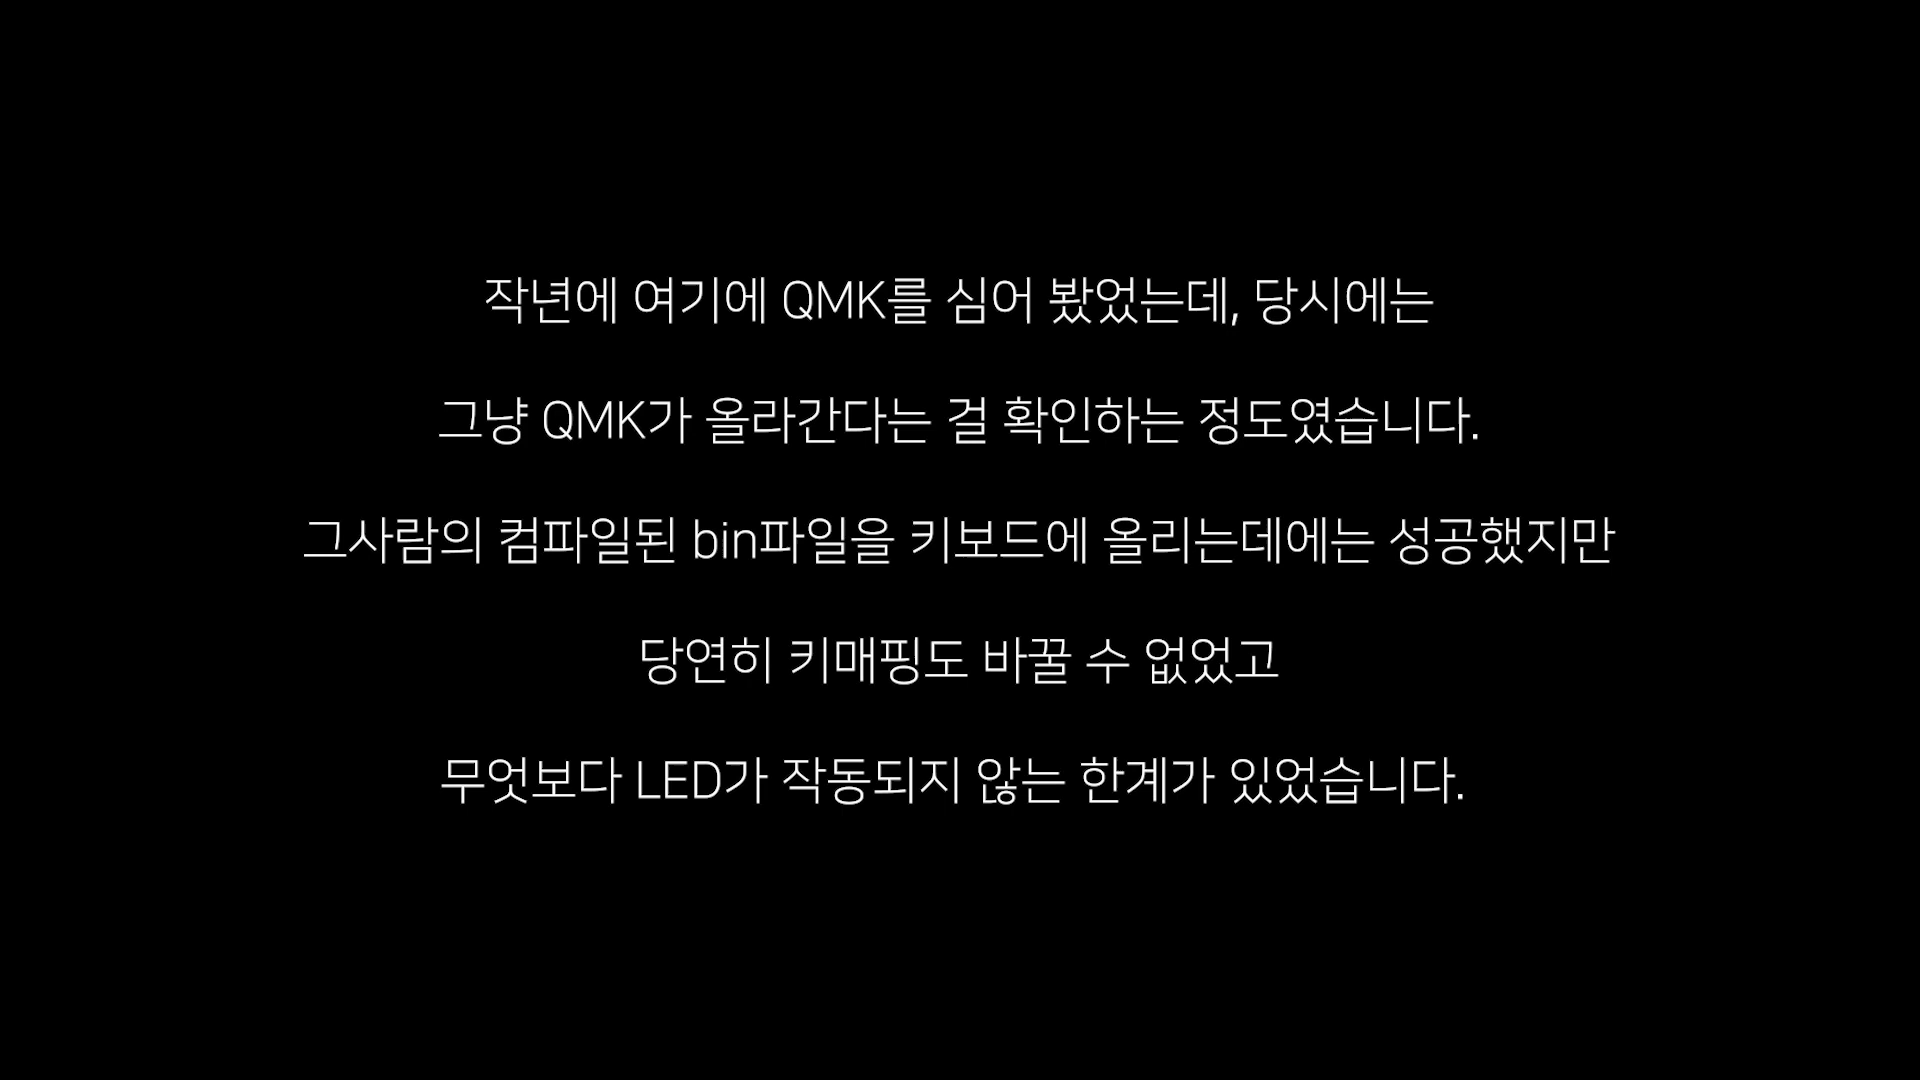 작년에 여기에 QMK를 심어 봤었는데, 당시에는
그냥 QMK가 올라간다는 걸 확인하는 정도였습니다.
그사람의 컴파일된 bin파일을 키보드에 올리는데에는 성공했지만
당연히 키매핑도 바꿀 수 없었고
무엇보다 LED가 작동되지 않는 한계가 있었습니다.